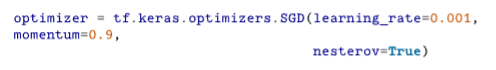 optimizer = tf.keras.optimizers.SGD(learning_rate=0.001,
momentum=0.9,
nesterov=True)